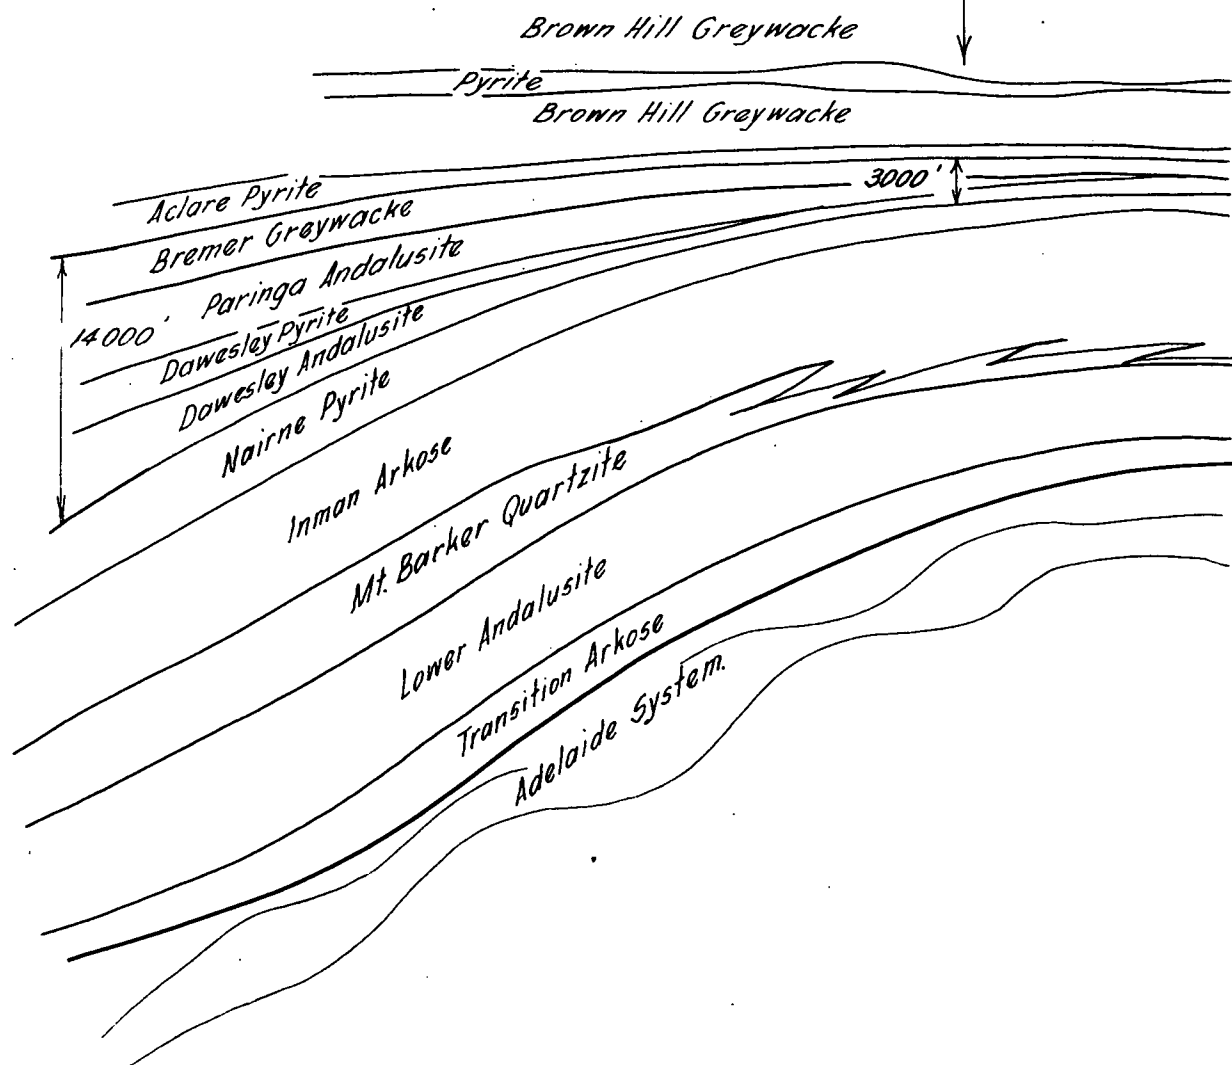 Brown Hill Greywacke
Pyrite
Brown Hill Greywacke
3000'
Aclare Pyrite
Bremer Greywacke
Paringa Andalusite
14000'
Dawesley Pyrite
Dawesley Andalusite
Nairne Pyrite
Inman Arkose
Mt. Barker Quartzite
Lower Andalusite
Transition Arkose
Adelaide System.